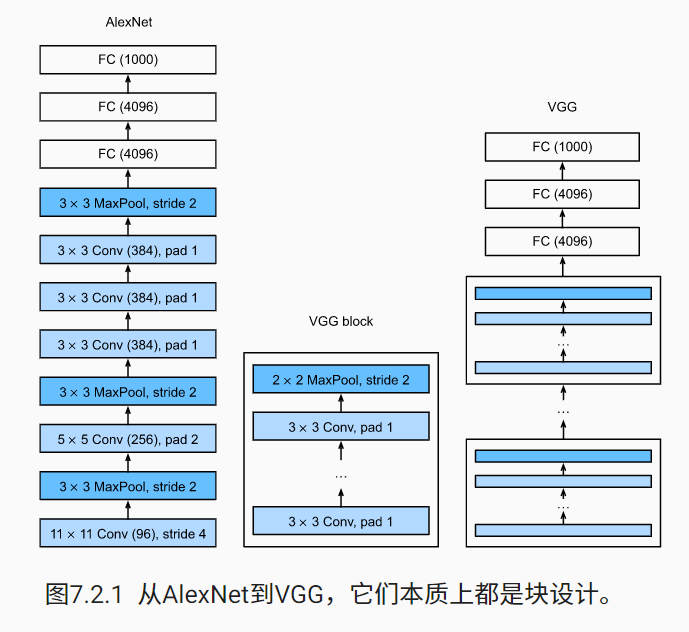 AlexNet
FC (1000)
FC (4096)
FC (4096)
3 × 3 MaxPool, stride 2
3 × 3 Conv (384), pad 1
3 × 3 Conv (384), pad 1
3 × 3 Conv (384), pad 1
3 × 3 MaxPool, stride 2
5 × 5 Conv (256), pad 2
3 × 3 MaxPool, stride 2
11 × 11 Conv (96), stride 4
VGG block
2 × 2 MaxPool, stride 2
3 × 3 Conv, pad 1
...
3 × 3 Conv, pad 1
VGG
FC (1000)
FC (4096)
FC (4096)
...
...
...
图7.2.1 从AlexNet到VGG，它们本质上都是块设计。